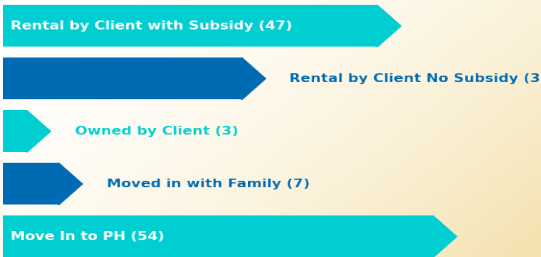 Rental by Client with Subsidy (47)
Rental by Client No Subsidy (3
Owned by Client (3)
Moved in with Family (7)
Move In to PH (54)